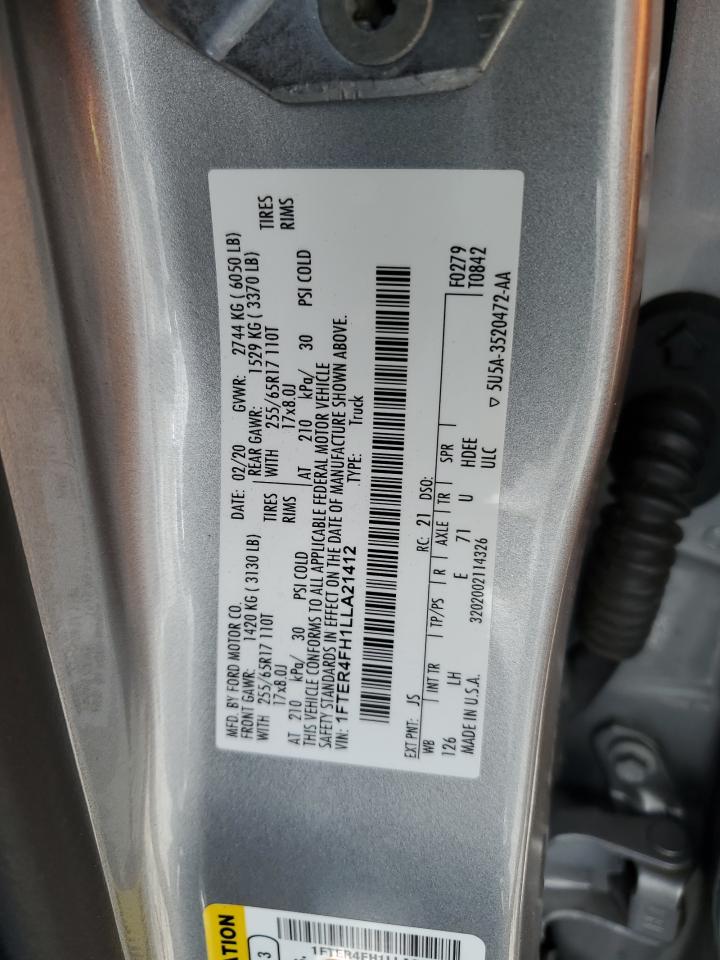 MFD. BY FORD MOTOR CO. DATE: 02/20 GVWR: 2744 KG ( 6050 LB)
FRONT GAWR: 1420 KG ( 3130 LB) REAR GAWR: 1529 KG ( 3370 LB)
WITH 255/65R17 110T TIRES WITH 255/65R17 110T TIRES
17x8.0J RIMS 17x8.0J RIMS
AT 210 kPa/ 30 PSI COLD AT 210 kPa/ 30 PSI COLD
THIS VEHICLE CONFORMS TO ALL APPLICABLE FEDERAL MOTOR VEHICLE
SAFETY STANDARDS IN EFFECT ON THE DATE OF MANUFACTURE SHOWN ABOVE.
VIN: 1FTER4FH1LLA21412 TYPE: Truck
EXT PNT: JS RC: 21 DSO: F0279
WB INT TR TP/PS R AXLE TR SPR T0842
126 LH E 71 U HDEE
MADE IN U.S.A. 3202002114326 ULC ▽ 5U5A-3520472-AA
3
1FTER4FH1LLA